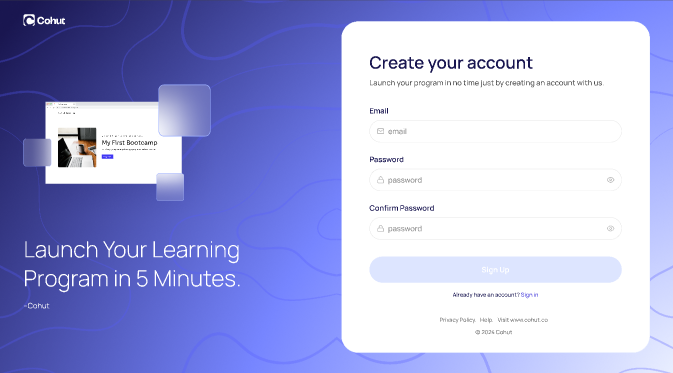 Cohut
My First Bootcamp
Launch Your Learning
Program in 5 Minutes.
-Cohut
Create your account
Launch your program in no time just by creating an account with us.
Email
email
Password
password
Confirm Password
password
Sign Up
Already have an account? Sign in
Privacy Policy. Help. Visit www.cohut.co
© 2024 Cohut